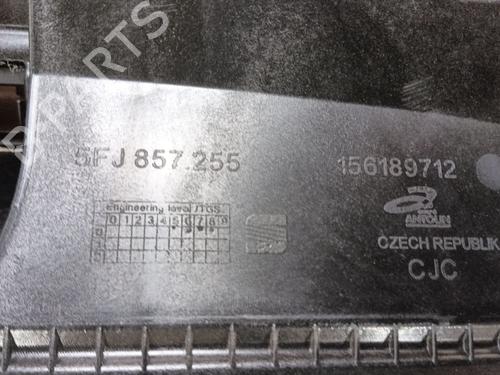 5FJ 857.255
156189712
Engineering level /TGS
0 1 2 3 4 5 6 7 8 9
ANTOLIN
CZECH REPUBLIK
CJC